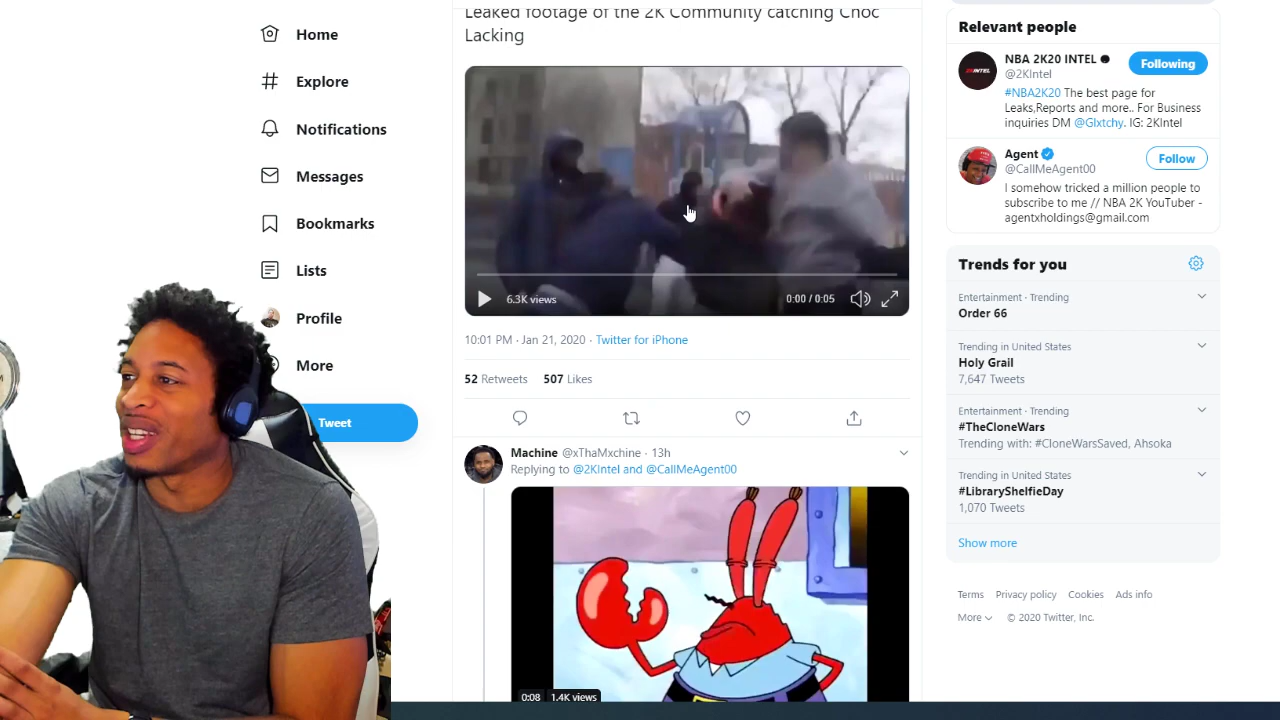 Home
Explore
Notifications
Messages
Bookmarks
Lists
Profile
More
Tweet
Leaked footage of the 2K Community catching Choc
Lacking
6.3K views
0:00 / 0:05
10:01 PM · Jan 21, 2020 · Twitter for iPhone
52 Retweets 507 Likes
Machine @xThaMxchine · 13h
Replying to @2KIntel and @CallMeAgent00
0:08 1.4K views
Relevant people
NBA 2K20 INTEL
@2KIntel
Following
#NBA2K20 The best page for
Leaks,Reports and more.. For Business
inquiries DM @Glxtchy. IG: 2KIntel
Agent
@CallMeAgent00
Follow
I somehow tricked a million people to
subscribe to me // NBA 2K YouTuber -
agentxholdings@gmail.com
Trends for you
Entertainment · Trending
Order 66
Trending in United States
Holy Grail
7,647 Tweets
Entertainment · Trending
#TheCloneWars
Trending with: #CloneWarsSaved, Ahsoka
Trending in United States
#LibraryShelfieDay
1,070 Tweets
Show more
Terms Privacy policy Cookies Ads info
More © 2020 Twitter, Inc.